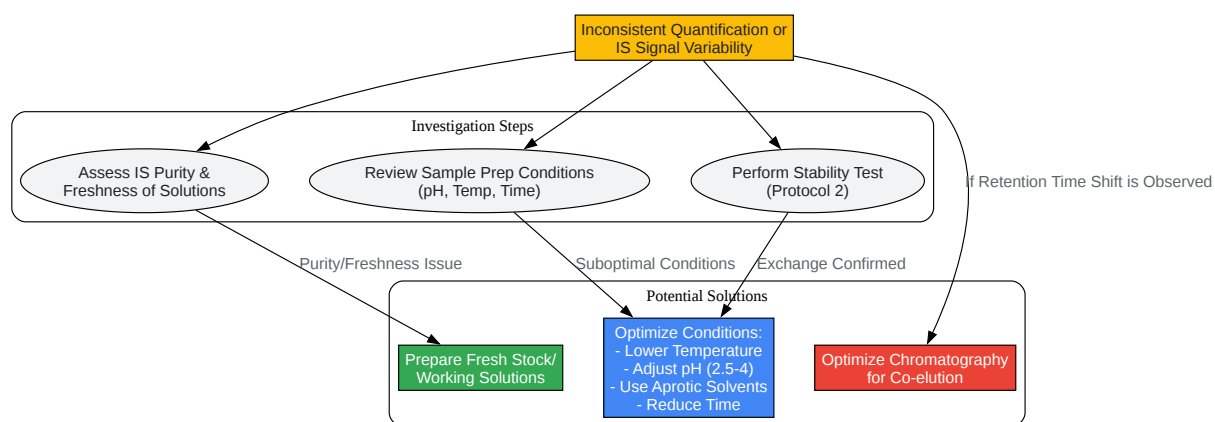 Inconsistent Quantification or
IS Signal Variability
Investigation Steps
Assess IS Purity &
Freshness of Solutions
Review Sample Prep Conditions
(pH, Temp, Time)
Perform Stability Test
(Protocol 2)
If Retention Time Shift is Observed
Purity/Freshness Issue
Suboptimal Conditions
Exchange Confirmed
Potential Solutions
Prepare Fresh Stock/
Working Solutions
Optimize Conditions:
- Lower Temperature
- Adjust pH (2.5-4)
- Use Aprotic Solvents
- Reduce Time
Optimize Chromatography
for Co-elution